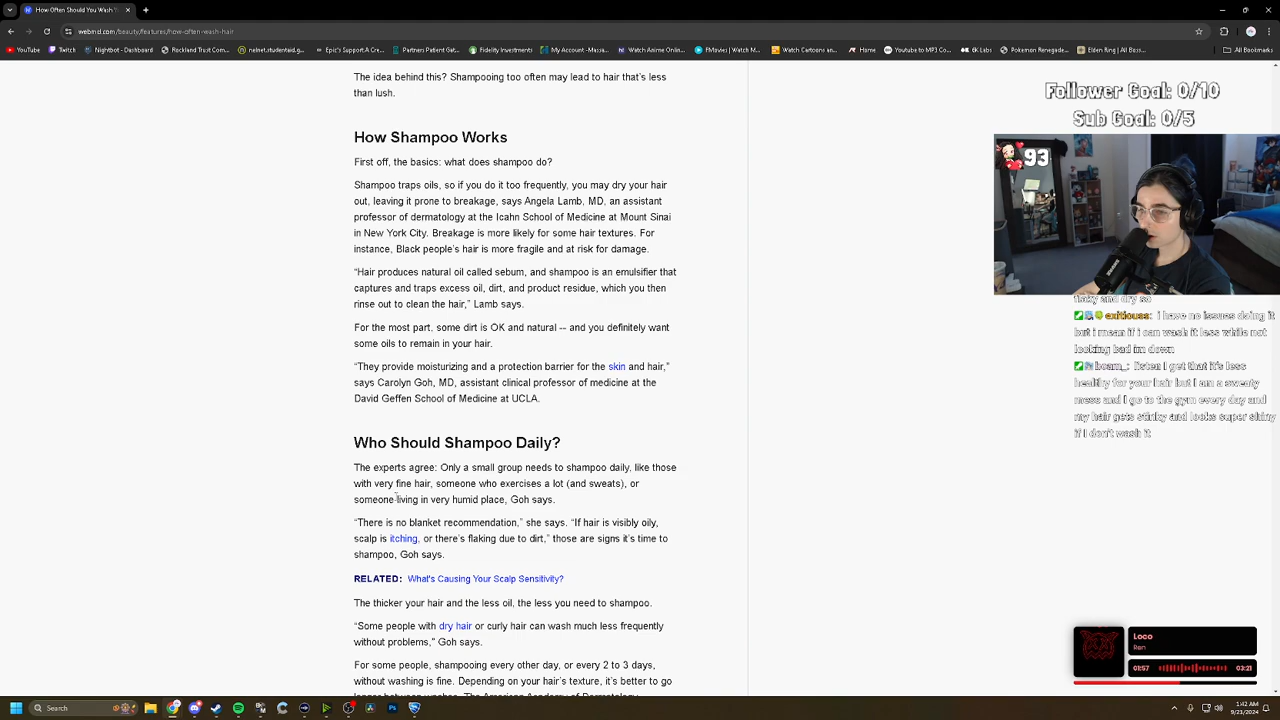 How Often Should You Wash Y
webmd.com/beauty/features/how-often-wash-hair
YouTube
Twitch
Nightbot - Dashboard
Rockland Trust Com...
nelnet.studentaid.g...
Epic's Support A Cre...
Partners Patient Gat...
Fidelity Investments
My Account - Massa...
Watch Anime Onlin...
FMovies | Watch M...
Watch Cartoons an...
Home
Youtube to MP3 Co...
6k Labs
Pokemon Renegade...
Elden Ring | All Bos...
All Bookmarks
The idea behind this? Shampooing too often may lead to hair that's less
than lush.
How Shampoo Works
First off, the basics: what does shampoo do?
Shampoo traps oils, so if you do it too frequently, you may dry your hair
out, leaving it prone to breakage, says Angela Lamb, MD, an assistant
professor of dermatology at the Icahn School of Medicine at Mount Sinai
in New York City. Breakage is more likely for some hair textures. For
instance, Black people's hair is more fragile and at risk for damage.
“Hair produces natural oil called sebum, and shampoo is an emulsifier that
captures and traps excess oil, dirt, and product residue, which you then
rinse out to clean the hair,” Lamb says.
For the most part, some dirt is OK and natural -- and you definitely want
some oils to remain in your hair.
“They provide moisturizing and a protection barrier for the skin and hair,”
says Carolyn Goh, MD, assistant clinical professor of medicine at the
David Geffen School of Medicine at UCLA.
Who Should Shampoo Daily?
The experts agree: Only a small group needs to shampoo daily, like those
with very fine hair, someone who exercises a lot (and sweats), or
someone living in very humid place, Goh says.
“There is no blanket recommendation,” she says. “If hair is visibly oily,
scalp is itching, or there's flaking due to dirt,” those are signs it's time to
shampoo, Goh says.
RELATED: What's Causing Your Scalp Sensitivity?
The thicker your hair and the less oil, the less you need to shampoo.
“Some people with dry hair or curly hair can wash much less frequently
without problems,” Goh says.
For some people, shampooing every other day, or every 2 to 3 days,
without washing is fine. Depending on your hair's texture, it's better to go
longer between washes. The American Academy of Dermatology
Follower Goal: 0/10
Sub Goal: 0/5
93
flaky and dry so
exitiouss: i have no issues doing it
but i mean if i can wash it less while not
looking bad im down
boam_: listen I get that it's less
healthy for your hair but I am a sweaty
mess and I go to the gym every day and
my hair gets stinky and looks super shiny
if I don't wash it
Loco
Ren
01:57
03:21
Search
1:42 AM
9/23/2024